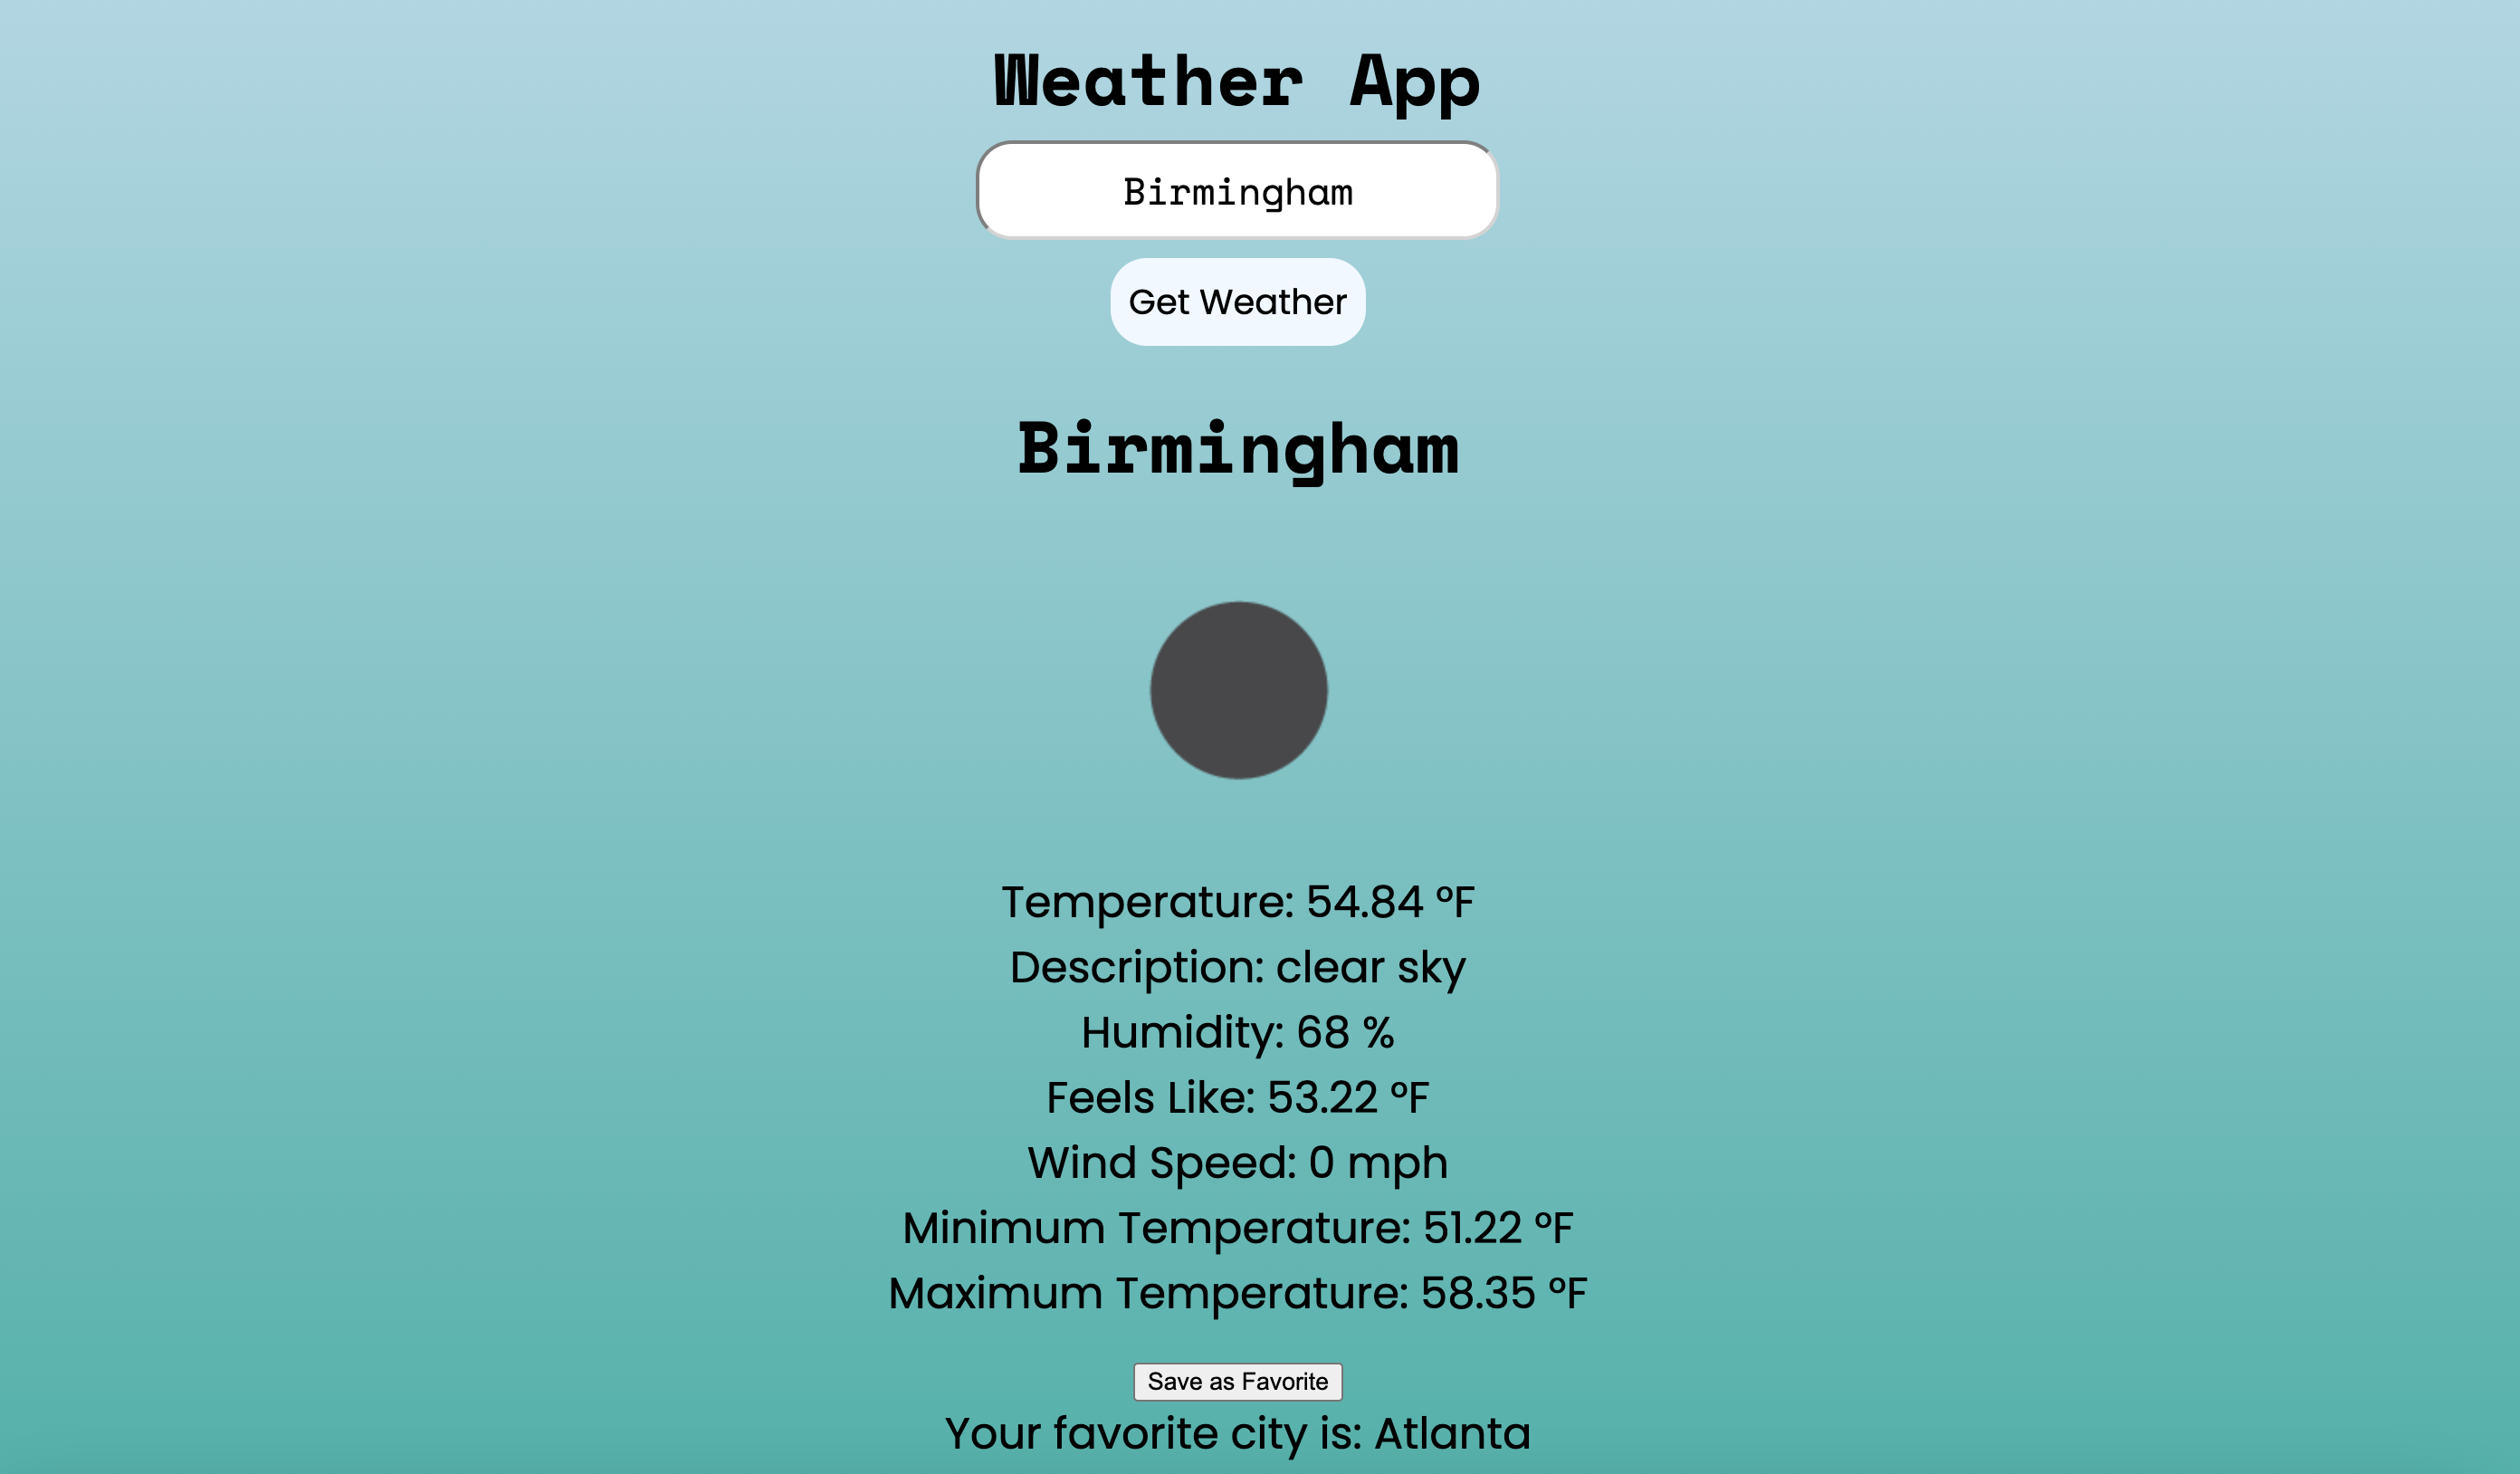 Weather App
Birmingham
Get Weather
Birmingham
Temperature: 54.84 °F
Description: clear sky
Humidity: 68 %
Feels Like: 53.22 °F
Wind Speed: 0 mph
Minimum Temperature: 51.22 °F
Maximum Temperature: 58.35 °F
Save as Favorite
Your favorite city is: Atlanta